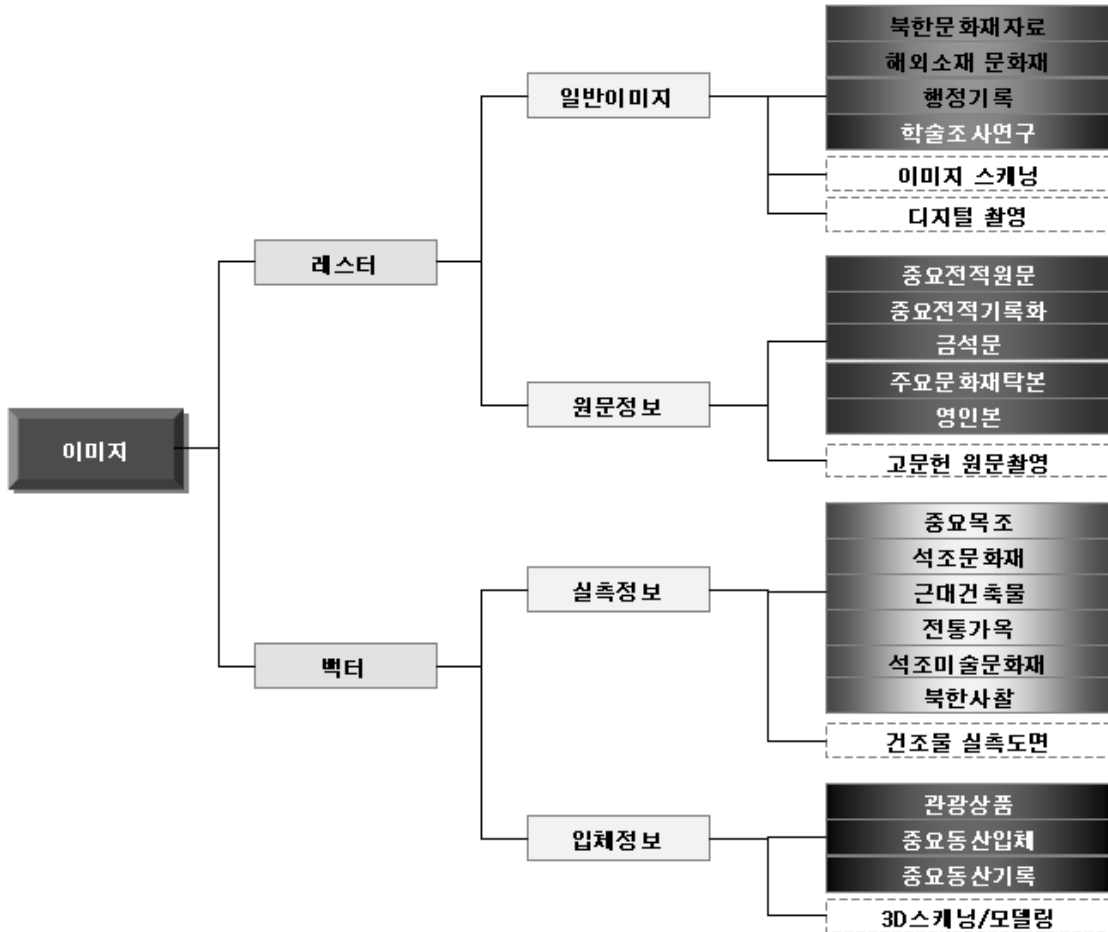 이미지
레스터
일반이미지
북한문화재자료
해외소재 문화재
행정기록
학술조사연구
이미지 스캐닝
디지털 촬영
원문정보
중요전적원문
중요전적기록화
금석문
주요문화재탁본
영인본
고문헌 원문촬영
벡터
실측정보
중요목조
석조문화재
근대건축물
전통가옥
석조미술문화재
북한사찰
건조물 실측도면
입체정보
관광상품
중요동산입체
중요동산기록
3D스캐닝/모델링